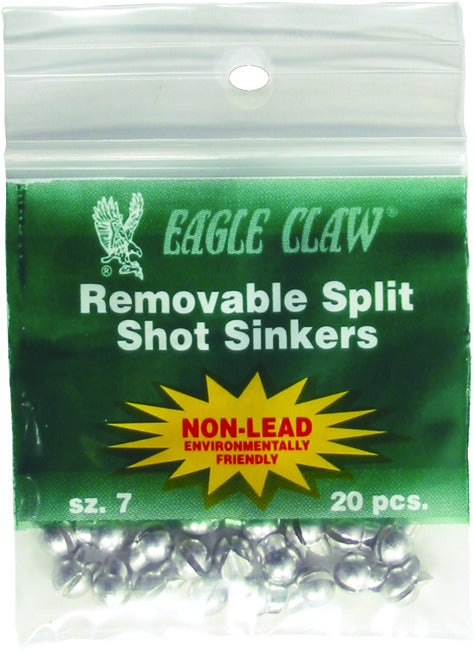 EAGLE CLAW®
®
Removable Split
Shot Sinkers
NON-LEAD
ENVIRONMENTALLY
FRIENDLY
sz. 7 20 pcs.